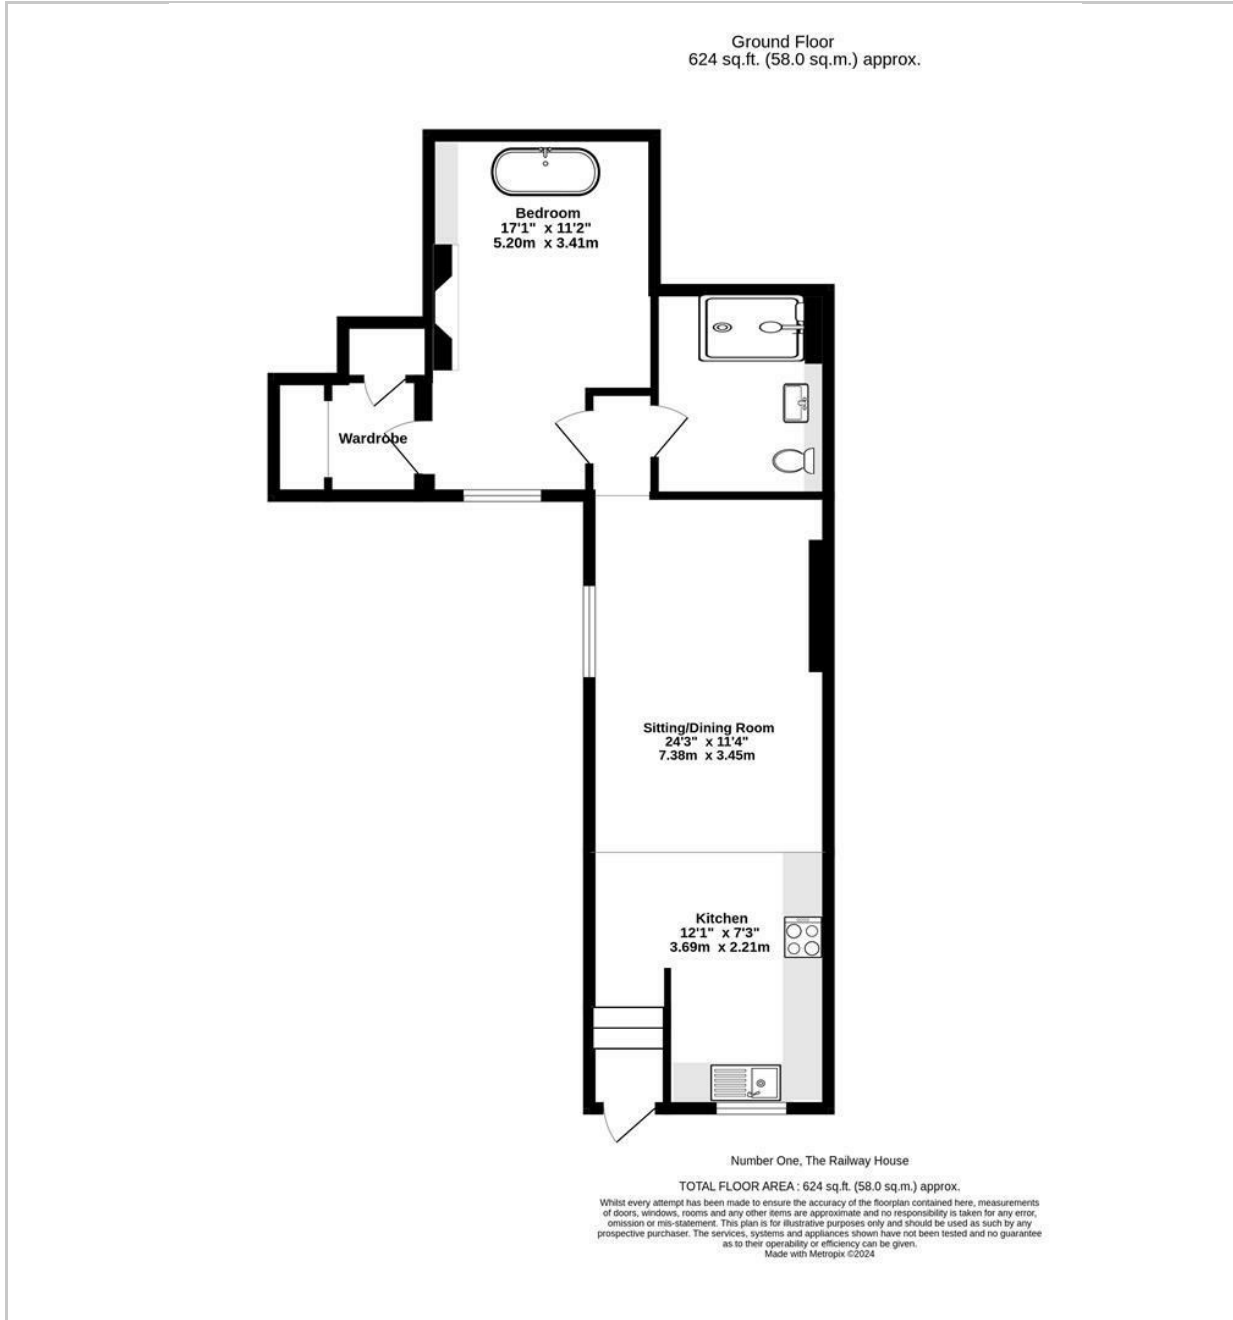 Ground Floor
624 sq.ft. (58.0 sq.m.) approx.
Bedroom
17'1" x 11'2"
5.20m x 3.41m
Wardrobe
Sitting/Dining Room
24'3" x 11'4"
7.38m x 3.45m
Kitchen
12'1" x 7'3"
3.69m x 2.21m
Number One, The Railway House
TOTAL FLOOR AREA : 624 sq.ft. (58.0 sq.m.) approx.
Whilst every attempt has been made to ensure the accuracy of the floorplan contained here, measurements
of doors, windows, rooms and any other items are approximate and no responsibility is taken for any error,
omission or mis-statement. This plan is for illustrative purposes only and should be used as such by any
prospective purchaser. The services, systems and appliances shown have not been tested and no guarantee
as to their operability or efficiency can be given.
Made with Metropix ©2024